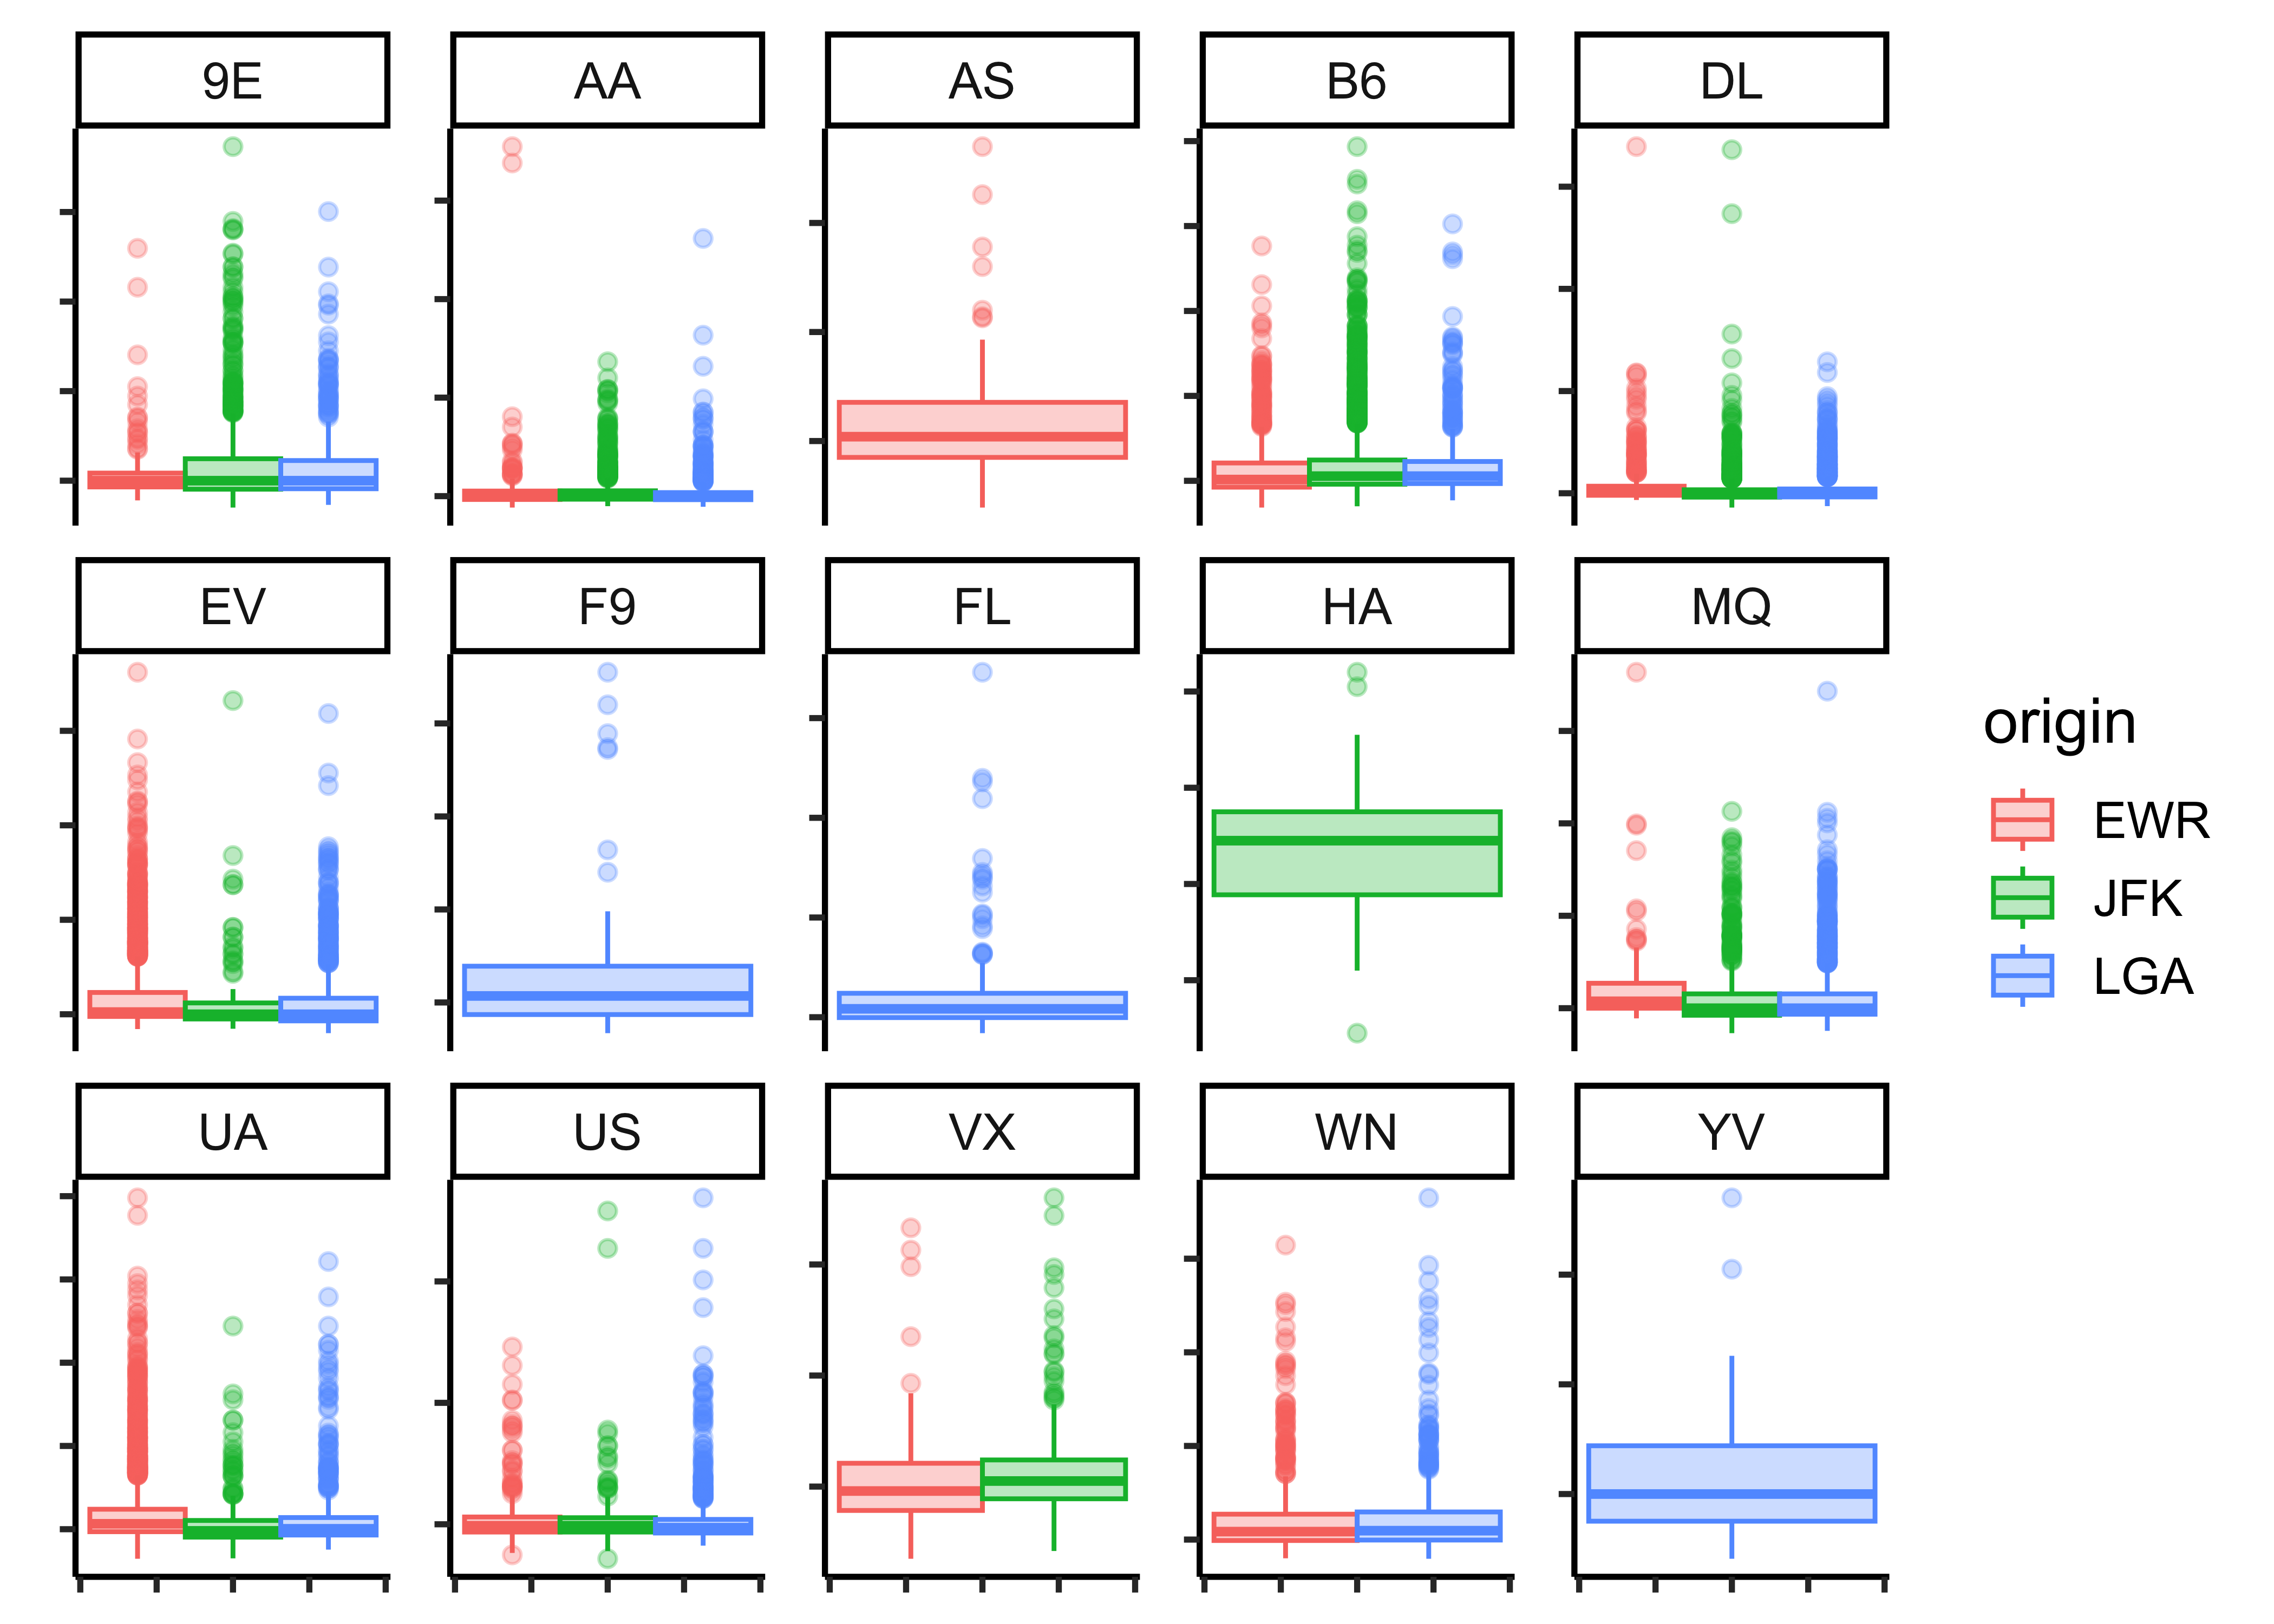 9E
AA
AS
B6
DL
EV
F9
FL
HA
MQ
origin
EWR
JFK
LGA
UA
US
VX
WN
YV